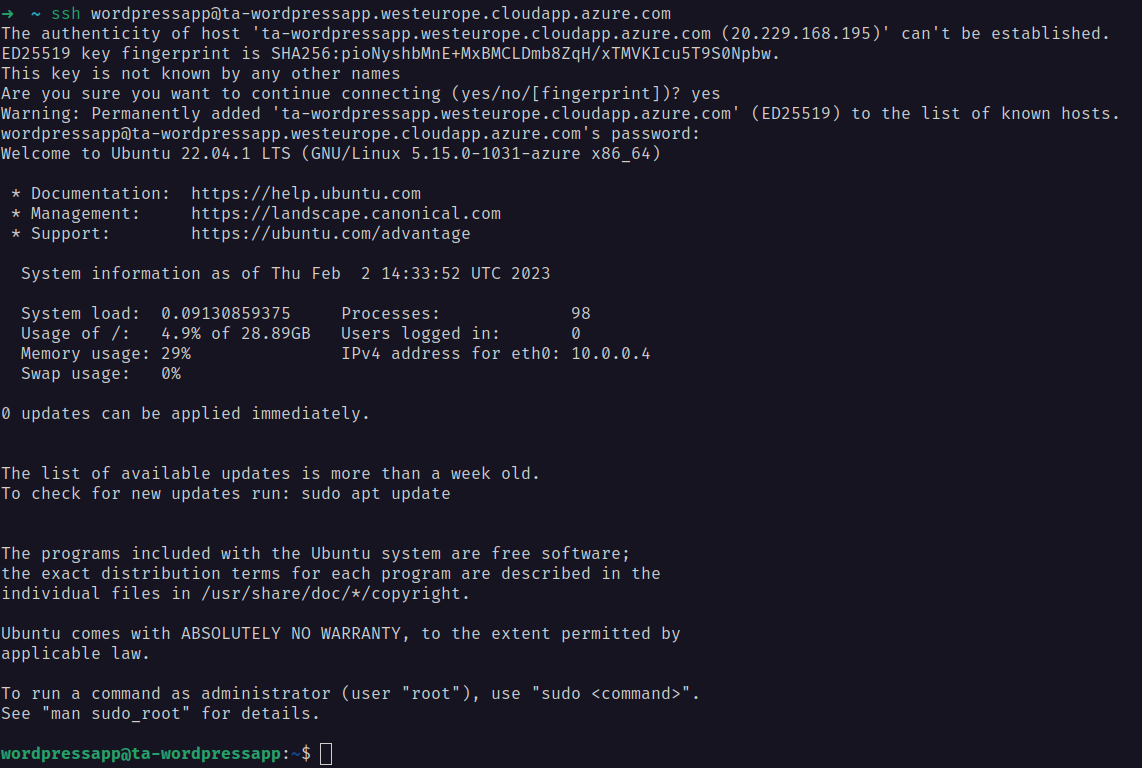 → ~ ssh wordpressapp@ta-wordpressapp.westeurope.cloudapp.azure.com
The authenticity of host 'ta-wordpressapp.westeurope.cloudapp.azure.com (20.229.168.195)' can't be established.
ED25519 key fingerprint is SHA256:pioNyshbMnE+MxBMCLDmb8ZqH/xTMVKIcu5T9S0Npbw.
This key is not known by any other names
Are you sure you want to continue connecting (yes/no/[fingerprint])? yes
Warning: Permanently added 'ta-wordpressapp.westeurope.cloudapp.azure.com' (ED25519) to the list of known hosts.
wordpressapp@ta-wordpressapp.westeurope.cloudapp.azure.com's password:
Welcome to Ubuntu 22.04.1 LTS (GNU/Linux 5.15.0-1031-azure x86_64)

 * Documentation:  https://help.ubuntu.com
 * Management:     https://landscape.canonical.com
 * Support:        https://ubuntu.com/advantage

  System information as of Thu Feb  2 14:33:52 UTC 2023

  System load:  0.09130859375     Processes:             98
  Usage of /:   4.9% of 28.89GB   Users logged in:       0
  Memory usage: 29%               IPv4 address for eth0: 10.0.0.4
  Swap usage:   0%

0 updates can be applied immediately.


The list of available updates is more than a week old.
To check for new updates run: sudo apt update


The programs included with the Ubuntu system are free software;
the exact distribution terms for each program are described in the
individual files in /usr/share/doc/*/copyright.

Ubuntu comes with ABSOLUTELY NO WARRANTY, to the extent permitted by
applicable law.

To run a command as administrator (user "root"), use "sudo <command>".
See "man sudo_root" for details.

wordpressapp@ta-wordpressapp:~$